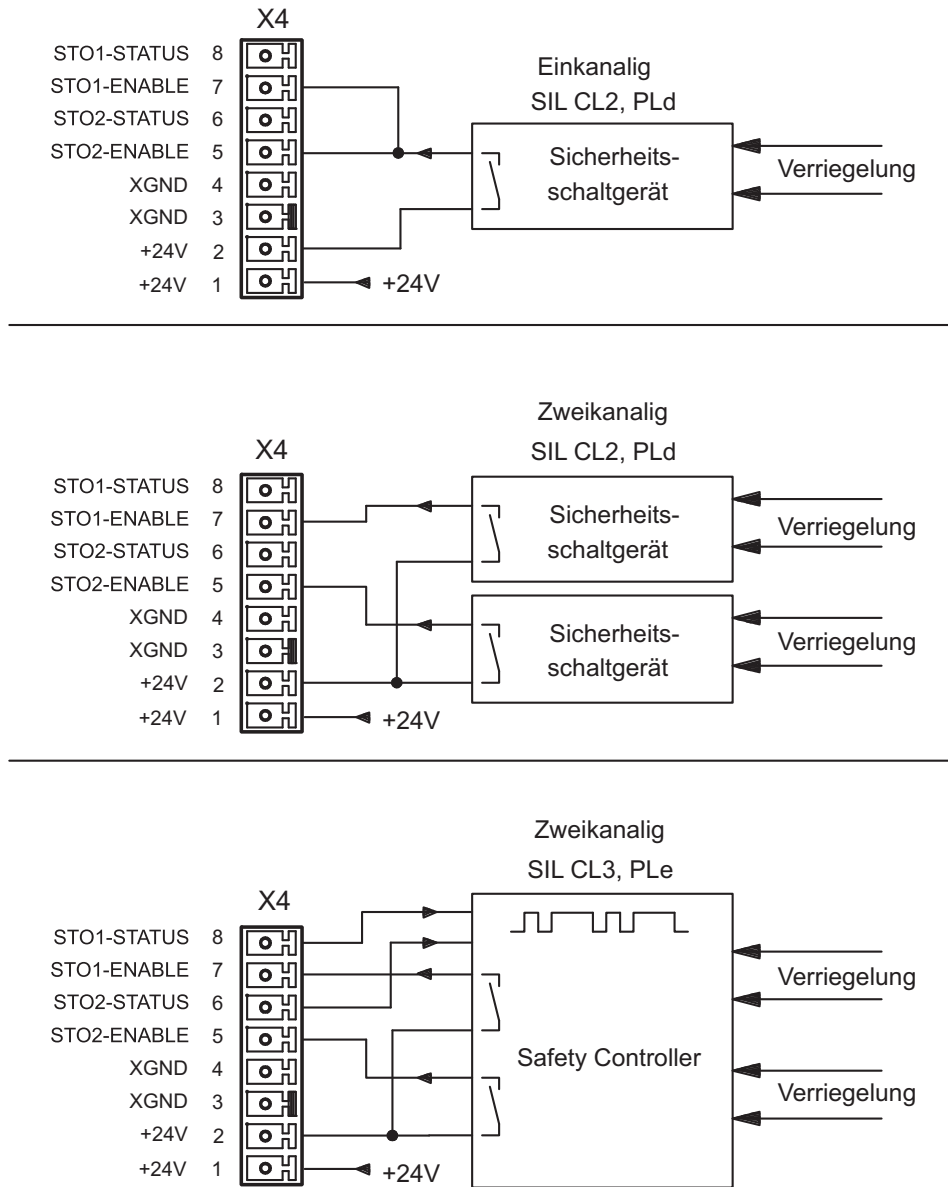 X4
STO1-STATUS 8
STO1-ENABLE 7
STO2-STATUS 6
STO2-ENABLE 5
XGND 4
XGND 3
+24V 2
+24V 1
+24V
Einkanalig
SIL CL2, PLd
Sicherheits-
schaltgerät
Verriegelung
X4
STO1-STATUS 8
STO1-ENABLE 7
STO2-STATUS 6
STO2-ENABLE 5
XGND 4
XGND 3
+24V 2
+24V 1
+24V
Zweikanalig
SIL CL2, PLd
Sicherheits-
schaltgerät
Verriegelung
Sicherheits-
schaltgerät
Verriegelung
X4
STO1-STATUS 8
STO1-ENABLE 7
STO2-STATUS 6
STO2-ENABLE 5
XGND 4
XGND 3
+24V 2
+24V 1
+24V
Zweikanalig
SIL CL3, PLe
Safety Controller
Verriegelung
Verriegelung